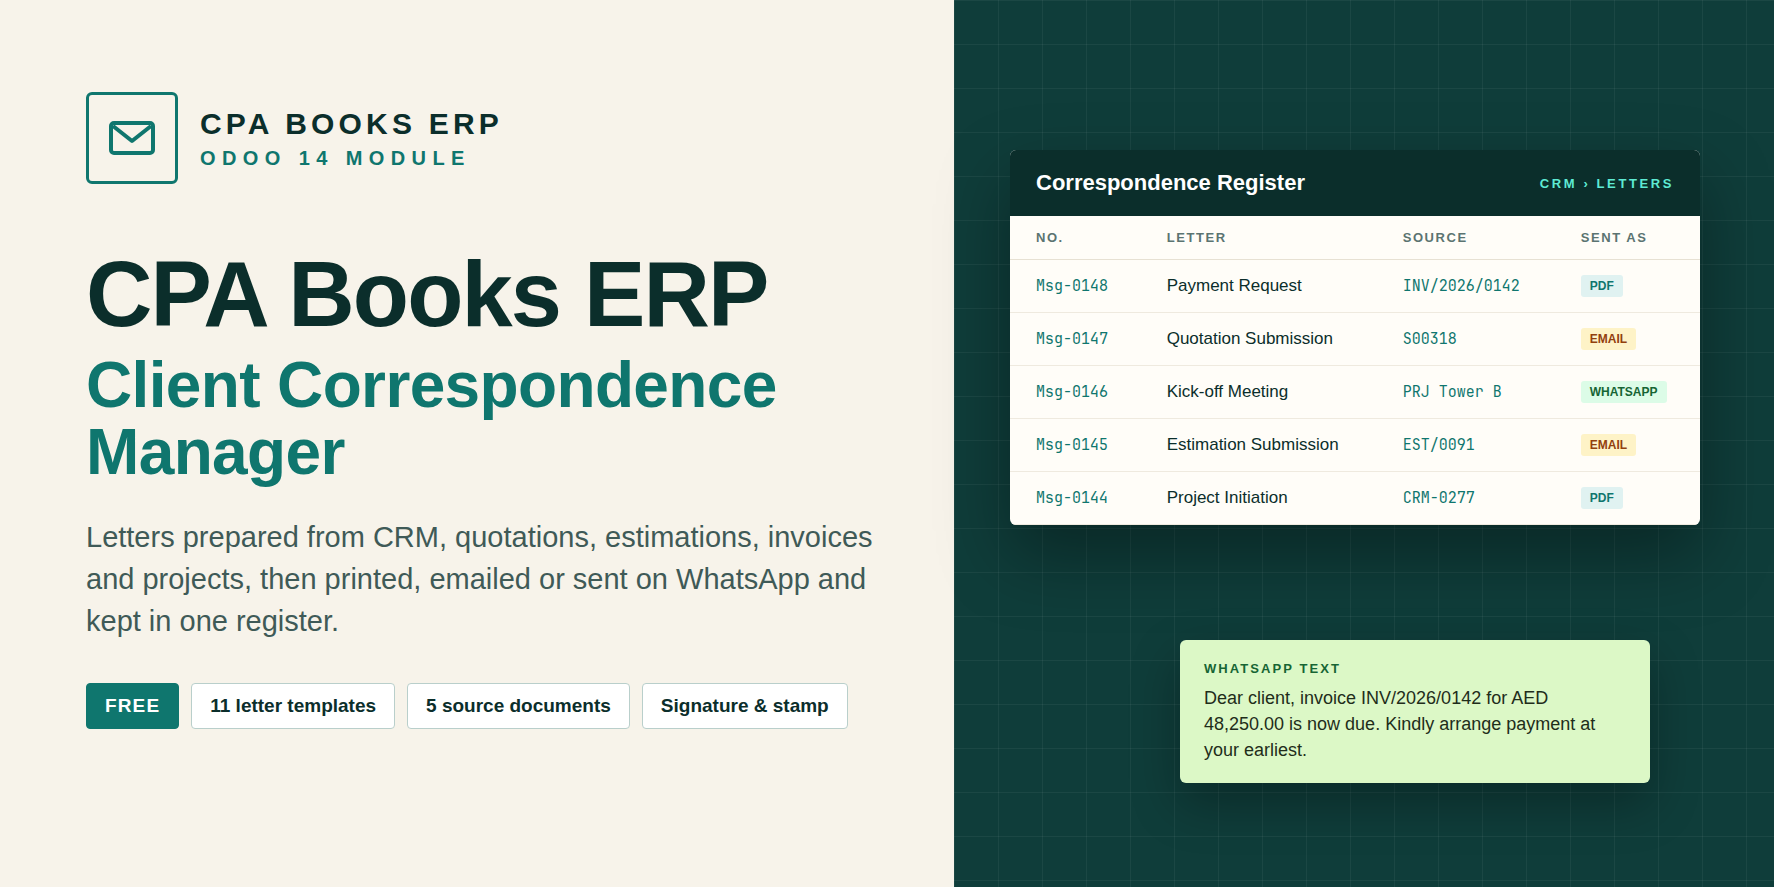 CPA BOOKS ERP
ODOO 14 MODULE
CPA Books ERP
Client Correspondence
Manager
Letters prepared from CRM, quotations, estimations, invoices
and projects, then printed, emailed or sent on WhatsApp and
kept in one register.
FREE 11 letter templates 5 source documents Signature & stamp
Correspondence Register CRM › LETTERS
NO. LETTER SOURCE SENT AS
Msg-0148 Payment Request INV/2026/0142 PDF
Msg-0147 Quotation Submission S00318 EMAIL
Msg-0146 Kick-off Meeting PRJ Tower B WHATSAPP
Msg-0145 Estimation Submission EST/0091 EMAIL
Msg-0144 Project Initiation CRM-0277 PDF
WHATSAPP TEXT
Dear client, invoice INV/2026/0142 for AED
48,250.00 is now due. Kindly arrange payment at
your earliest.